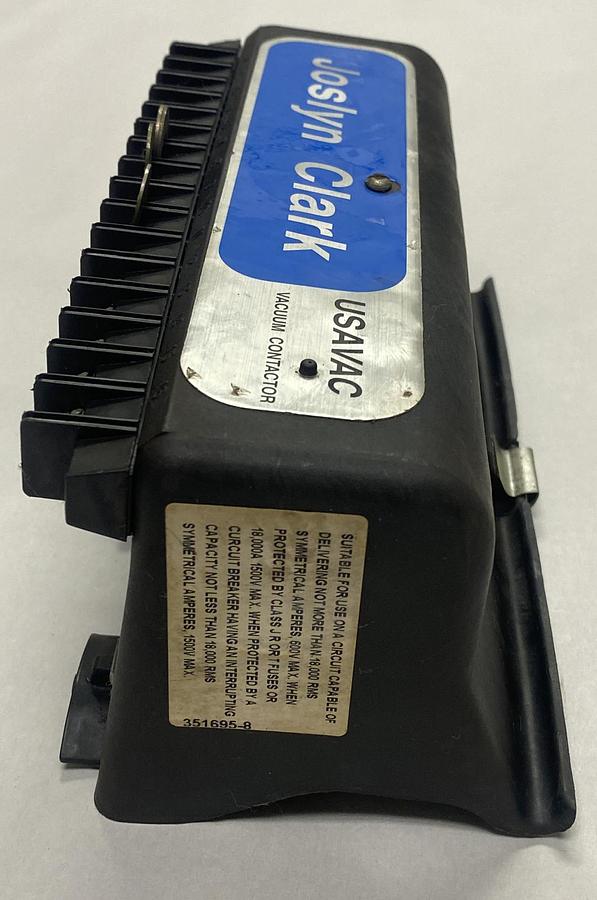 Joslyn Clark
USAVAC
VACUUM CONTACTOR
SUITABLE FOR USE ON A CIRCUIT CAPABLE OF
DELIVERING NOT MORE THAN 18,000 RMS
SYMMETRICAL AMPERES, 600V MAX. WHEN
PROTECTED BY CLASS J R OR T FUSES OR
18,000A 1500V MAX. WHEN PROTECTED BY A
CURCUIT BREAKER HAVING AN INTERRUPTING
CAPACITY NOT LESS THAN 18,000 RMS
SYMMETRICAL AMPERES, 1500V MAX.
351695-8